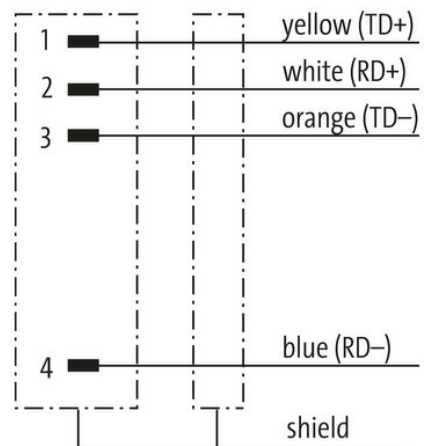 1 yellow (TD+)
2 white (RD+)
3 orange (TD–)
4 blue (RD–)
shield